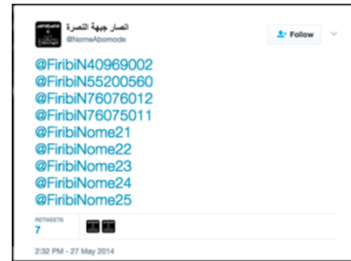 انصار جبهة النصرة
@NomeAbomode
Follow
@FiribiN40969002
@FiribiN55200560
@FiribiN76076012
@FiribiN76075011
@FiribiNome21
@FiribiNome22
@FiribiNome23
@FiribiNome24
@FiribiNome25
RETWEETS
7
2:32 PM - 27 May 2014